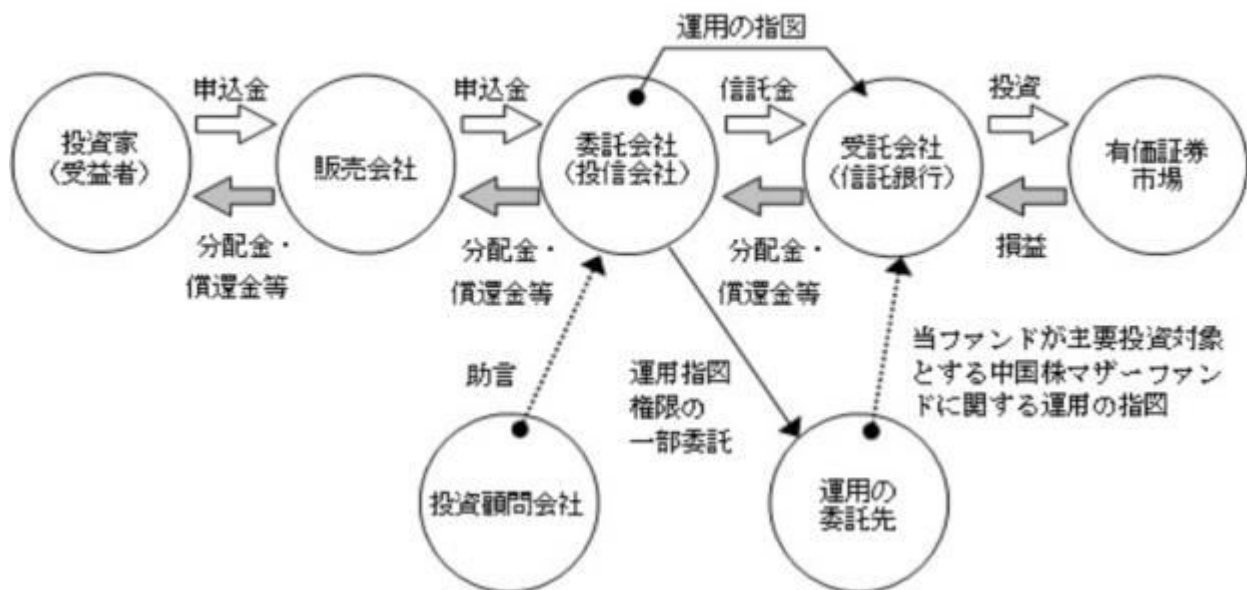 運用の指図
申込金
申込金
信託金
投資
投資家
〈受益者〉
販売会社
委託会社
〈投信会社〉
受託会社
〈信託銀行〉
有価証券
市場
分配金・
償還金等
分配金・
償還金等
分配金・
償還金等
損益
助言
運用指図
権限の
一部委託
当ファンドが主要投資対象
とする中国株マザーファン
ドに関する運用の指図
投資顧問会社
運用の
委託先